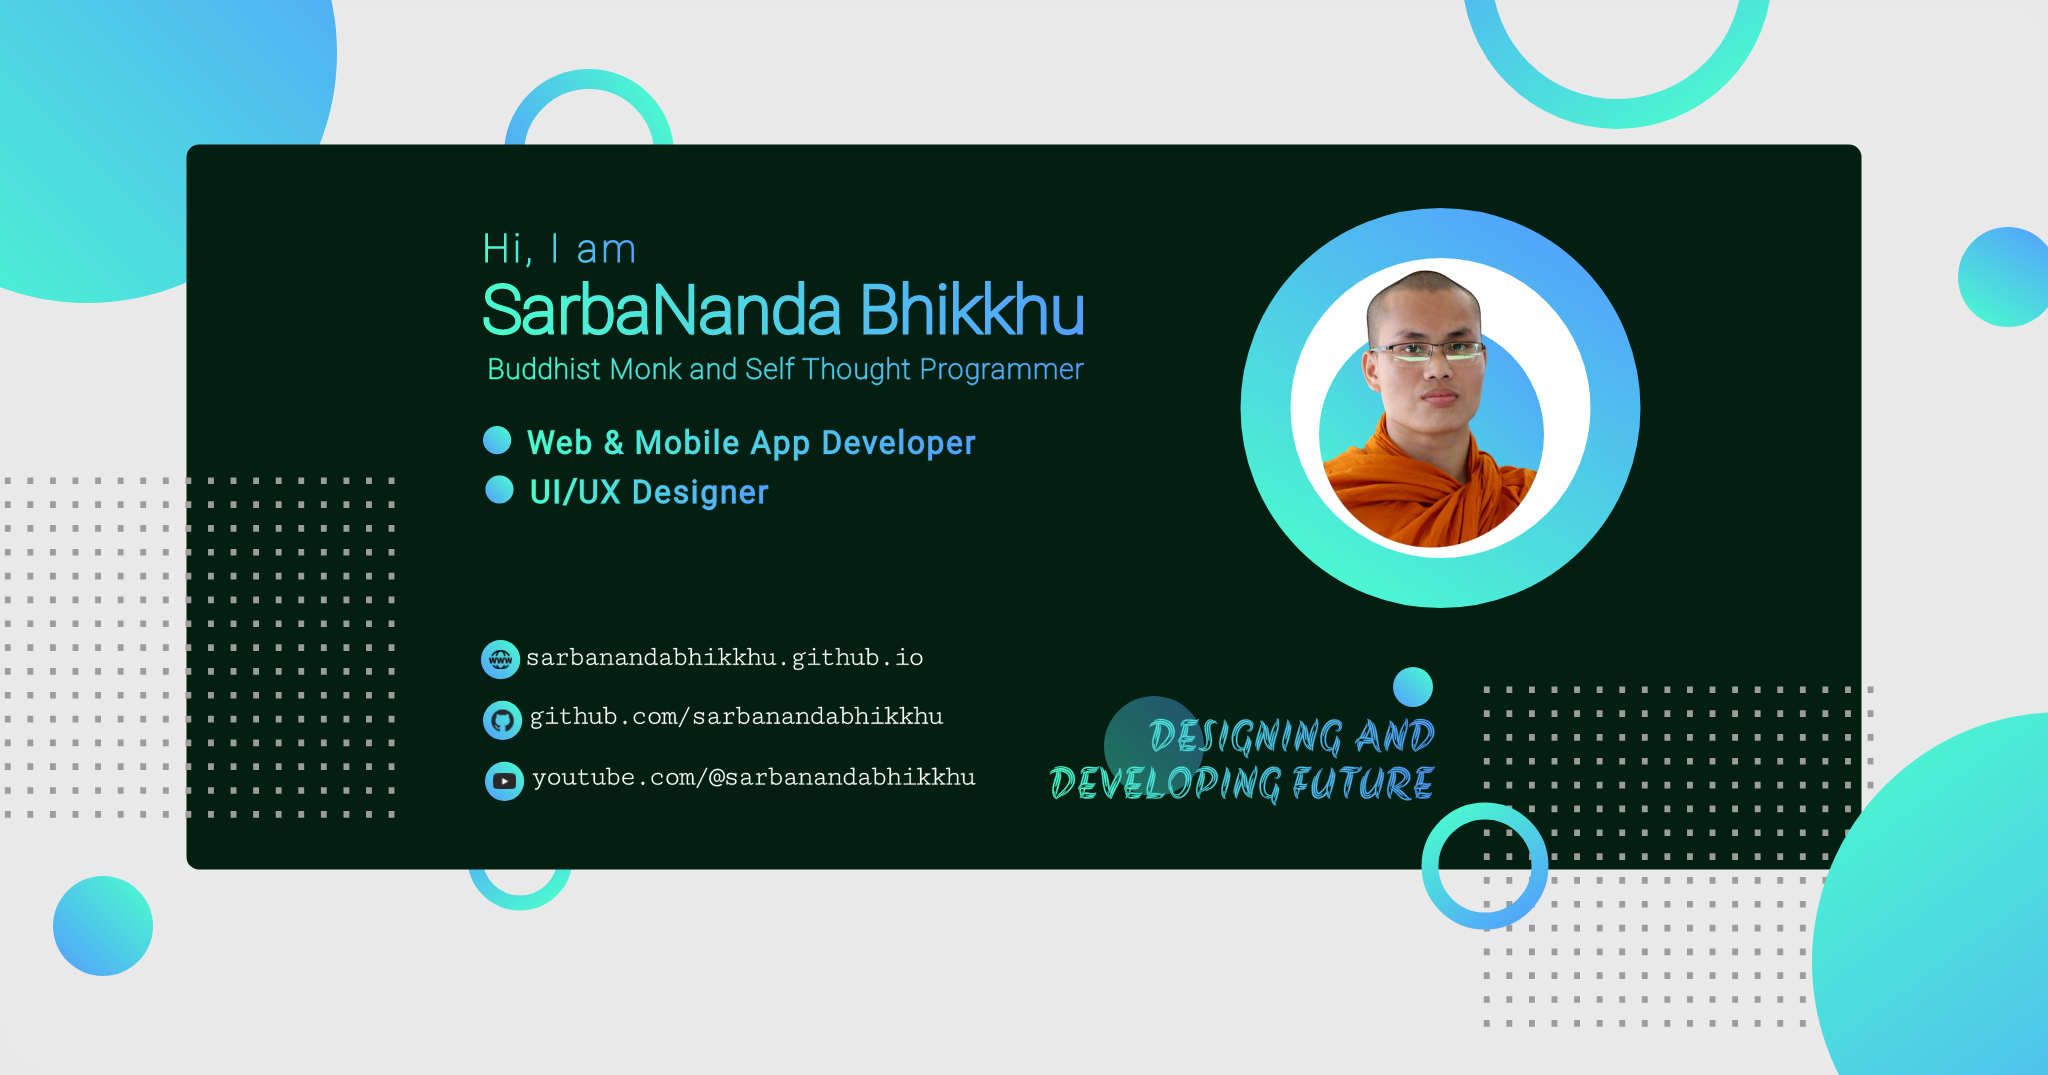 Hi, I am
SarbaNanda Bhikkhu
Buddhist Monk and Self Thought Programmer
Web & Mobile App Developer
UI/UX Designer
www sarbanandabhikkhu.github.io
github.com/sarbanandabhikkhu
youtube.com/@sarbanandabhikkhu
DESIGNING AND
DEVELOPING FUTURE